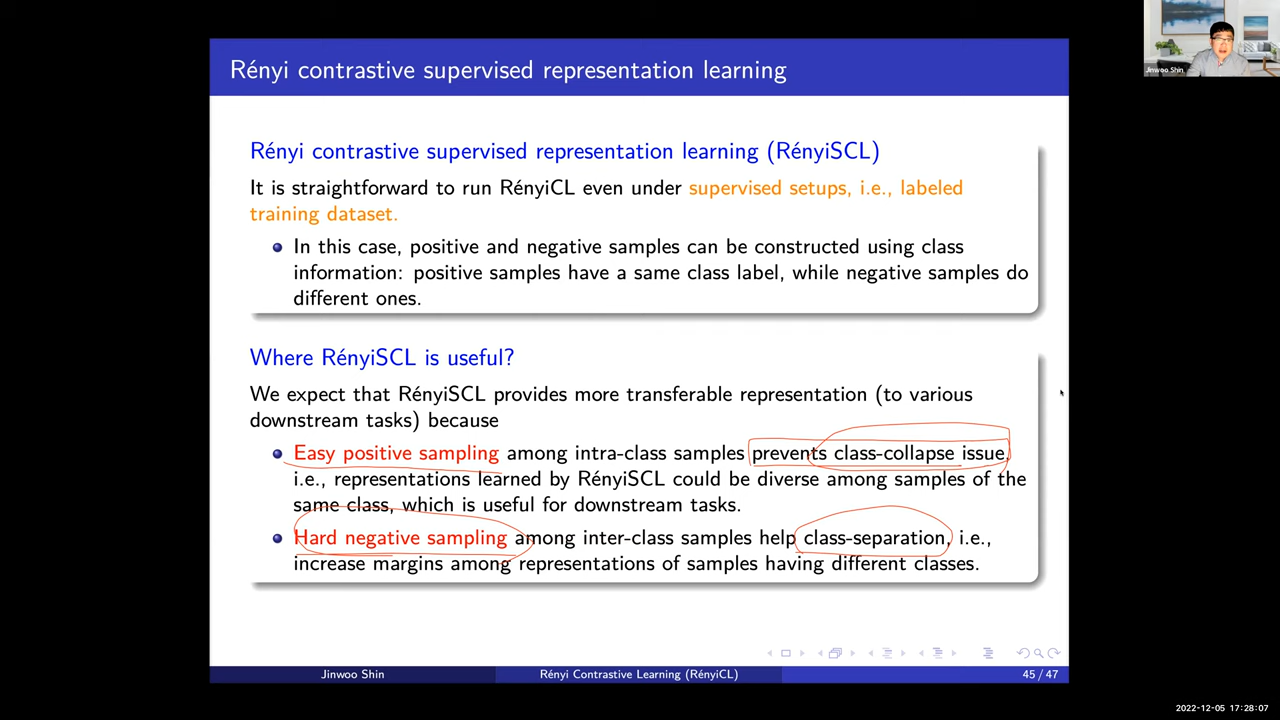 Rényi contrastive supervised representation learning
Jinwoo Shin
Rényi contrastive supervised representation learning (RényiSCL)
It is straightforward to run RényiCL even under supervised setups, i.e., labeled
training dataset.
In this case, positive and negative samples can be constructed using class
information: positive samples have a same class label, while negative samples do
different ones.
Where RényiSCL is useful?
We expect that RényiSCL provides more transferable representation (to various
downstream tasks) because
Easy positive sampling among intra-class samples prevents class-collapse issue,
i.e., representations learned by RényiSCL could be diverse among samples of the
same class, which is useful for downstream tasks.
Hard negative sampling among inter-class samples help class-separation, i.e.,
increase margins among representations of samples having different classes.
Jinwoo Shin
Rényi Contrastive Learning (RényiCL)
45 / 47
2022-12-05 17:28:07